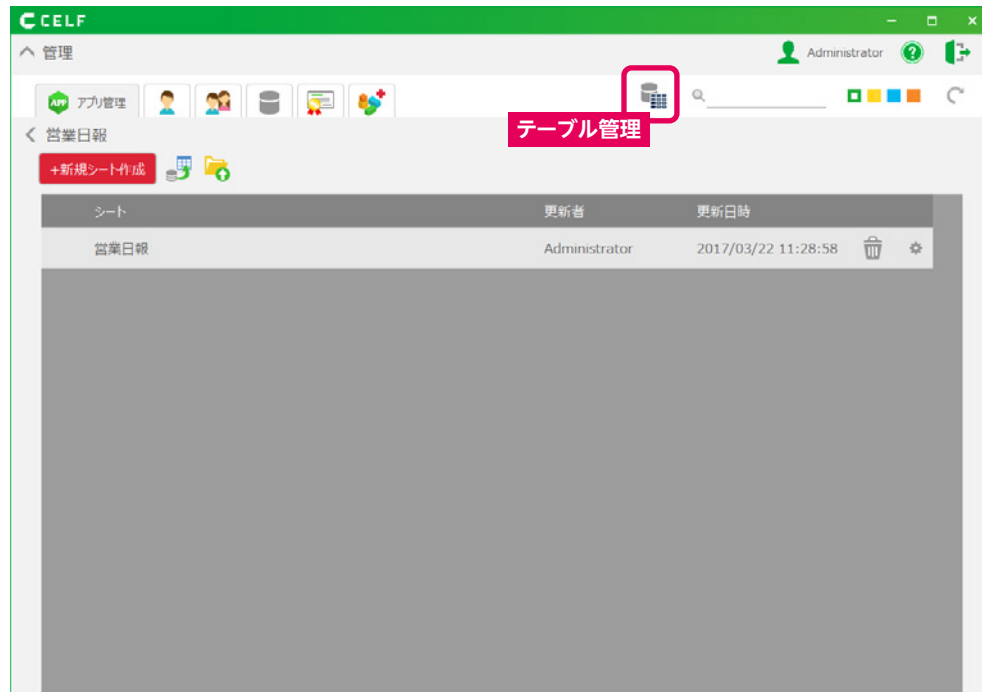 CELF
管理
Administrator
APP アプリ管理
テーブル管理
営業日報
+新規シート作成
シート 更新者 更新日時
営業日報 Administrator 2017/03/22 11:28:58